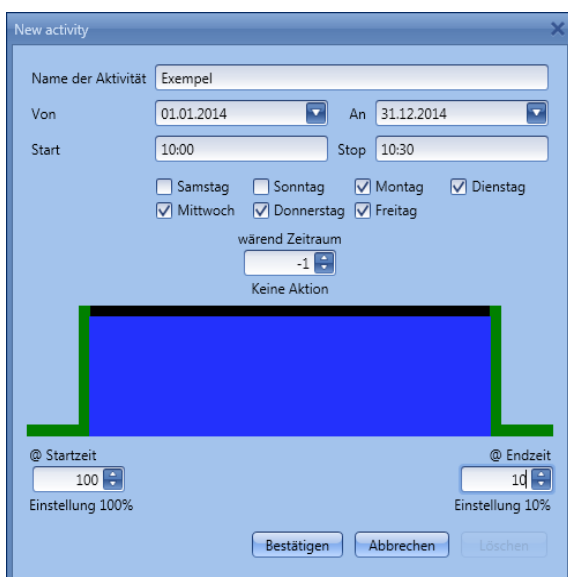 New activity
Name der Aktivität Exempel
Von 01.01.2014 An 31.12.2014
Start 10:00 Stop 10:30
Samstag Sonntag Montag Dienstag
Mittwoch Donnerstag Freitag
wärend Zeitraum
-1
Keine Aktion
@ Startzeit @ Endzeit
100 10
Einstellung 100% Einstellung 10%
Bestätigen Abbrechen Löschen